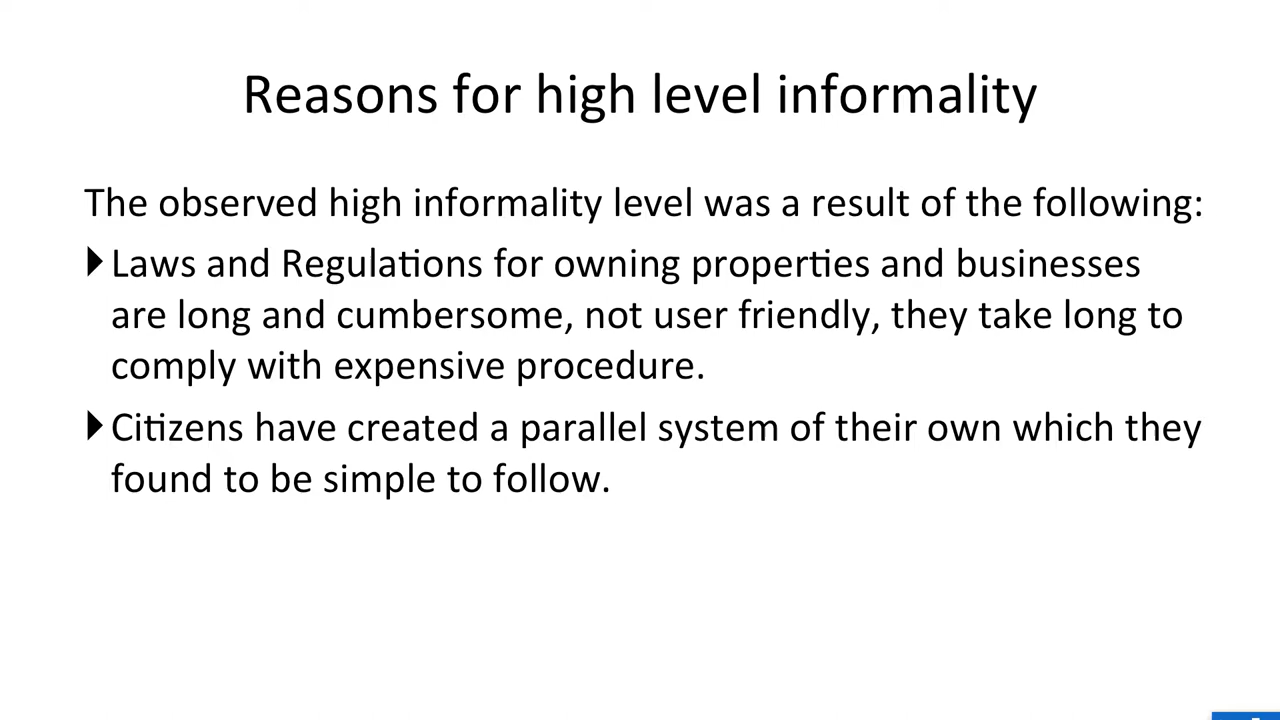 Reasons for high level informality
The observed high informality level was a result of the following:
Laws and Regulations for owning properties and businesses
are long and cumbersome, not user friendly, they take long to
comply with expensive procedure.
Citizens have created a parallel system of their own which they
found to be simple to follow.